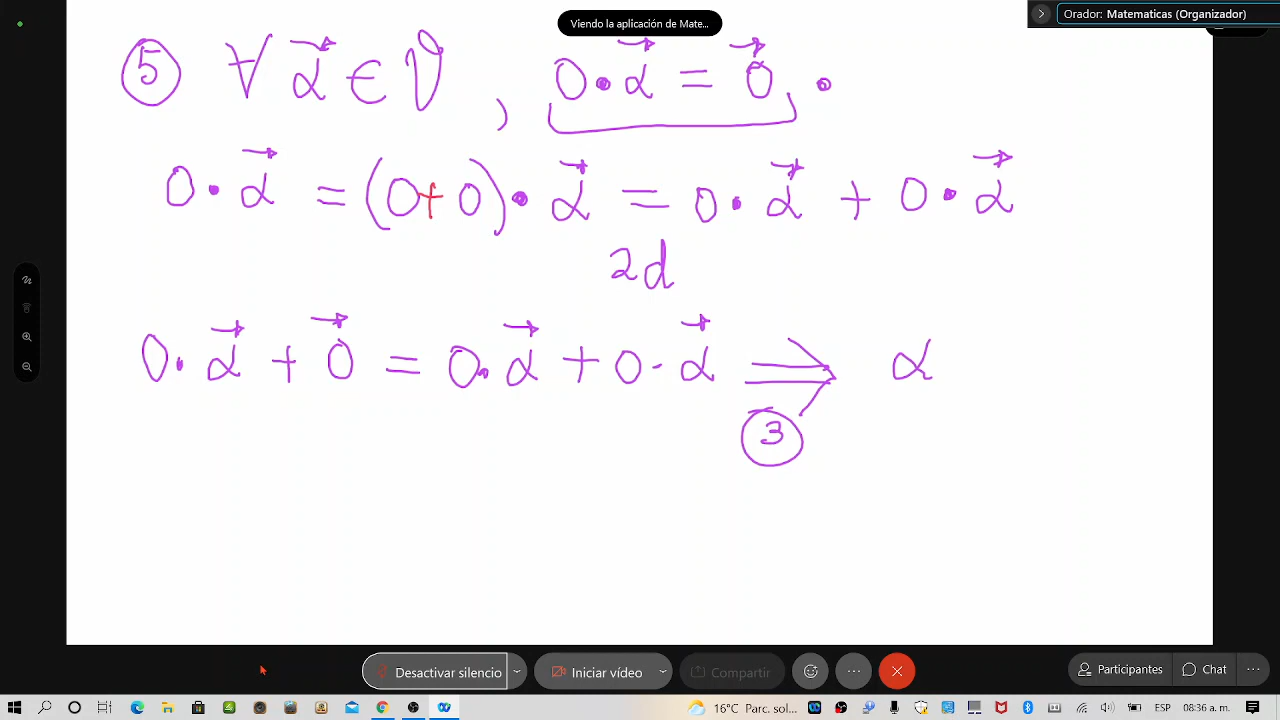 Viendo la aplicación de Mate...
Orador: Matematicas (Organizador)
⑤ ∀ α⃗ ∈ V , 0·α⃗ = 0⃗ .
0·α⃗ = (0+0)·α⃗ = 0·α⃗ + 0·α⃗
2d
0·α⃗ + 0⃗ = 0·α⃗ + 0·α⃗ ⟹ α
③
Desactivar silencio
Iniciar vídeo
Compartir
Participantes
Chat
16°C Parc. sol...
ESP
08:36 a. m.